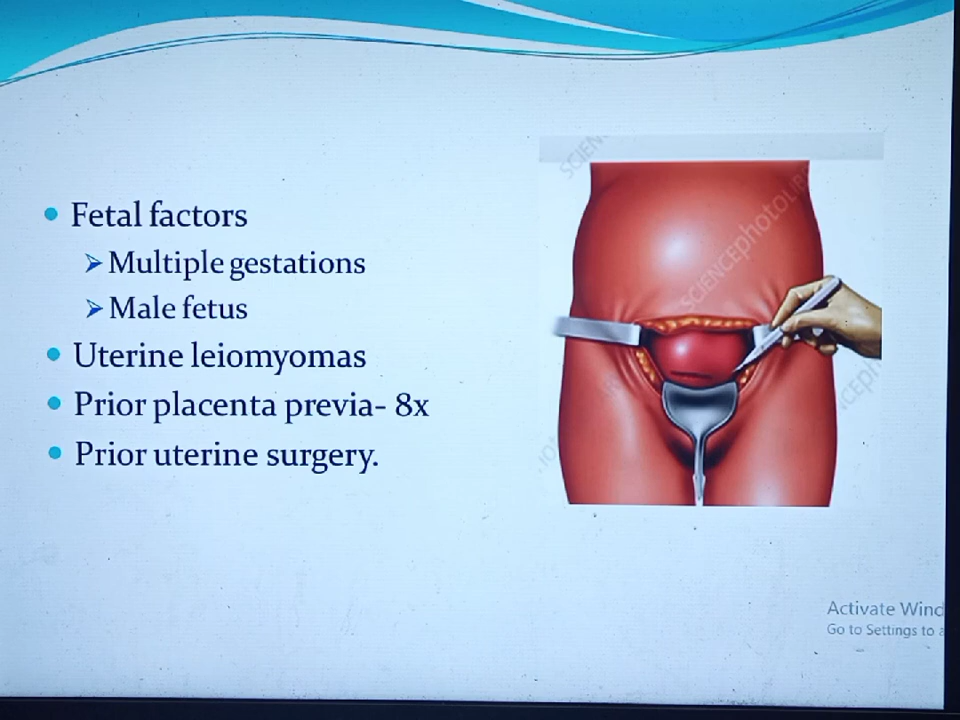 Fetal factors
Multiple gestations
Male fetus
Uterine leiomyomas
Prior placenta previa- 8x
Prior uterine surgery.
SCIENCEphotoLIBR
Activate Wind
Go to Settings to a